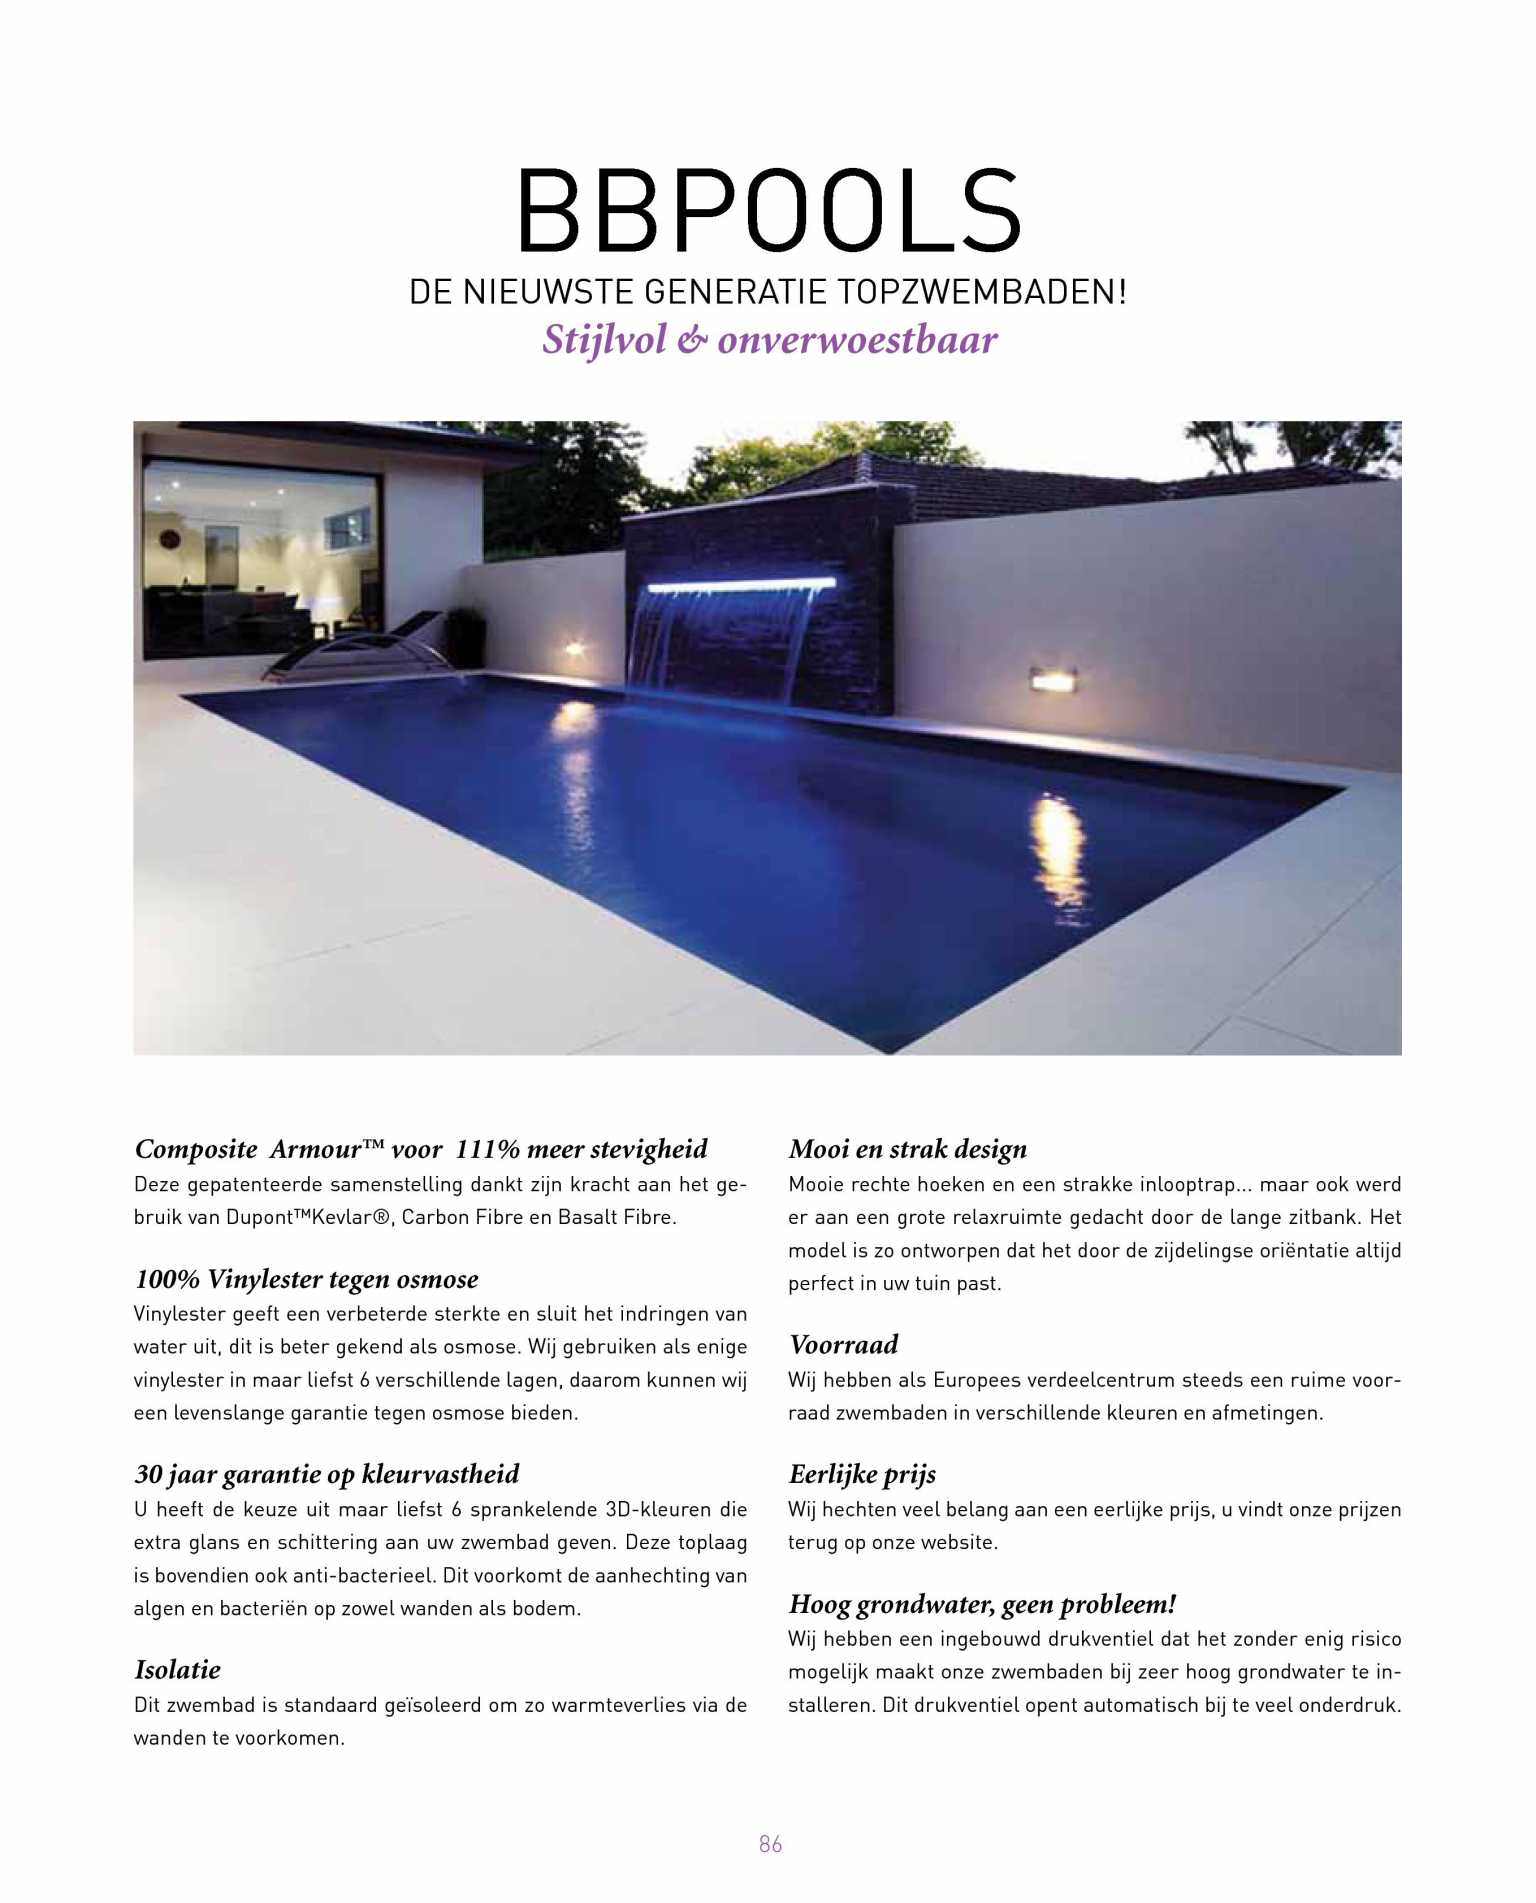 BBPOOLS
DE NIEUWSTE GENERATIE TOPZWEMBADEN!
Stijlvol & onverwoestbaar
Composite Armour™ voor 111% meer stevigheid
Deze gepatenteerde samenstelling dankt zijn kracht aan het ge-
bruik van Dupont™Kevlar®, Carbon Fibre en Basalt Fibre.
100% Vinylester tegen osmose
Vinylester geeft een verbeterde sterkte en sluit het indringen van
water uit, dit is beter gekend als osmose. Wij gebruiken als enige
vinylester in maar liefst 6 verschillende lagen, daarom kunnen wij
een levenslange garantie tegen osmose bieden.
30 jaar garantie op kleurvastheid
U heeft de keuze uit maar liefst 6 sprankelende 3D-kleuren die
extra glans en schittering aan uw zwembad geven. Deze toplaag
is bovendien ook anti-bacterieel. Dit voorkomt de aanhechting van
algen en bacteriën op zowel wanden als bodem.
Isolatie
Dit zwembad is standaard geïsoleerd om zo warmteverlies via de
wanden te voorkomen.
Mooi en strak design
Mooie rechte hoeken en een strakke inlooptrap... maar ook werd
er aan een grote relaxruimte gedacht door de lange zitbank. Het
model is zo ontworpen dat het door de zijdelingse oriëntatie altijd
perfect in uw tuin past.
Voorraad
Wij hebben als Europees verdeelcentrum steeds een ruime voor-
raad zwembaden in verschillende kleuren en afmetingen.
Eerlijke prijs
Wij hechten veel belang aan een eerlijke prijs, u vindt onze prijzen
terug op onze website.
Hoog grondwater, geen probleem!
Wij hebben een ingebouwd drukventiel dat het zonder enig risico
mogelijk maakt onze zwembaden bij zeer hoog grondwater te in-
stalleren. Dit drukventiel opent automatisch bij te veel onderdruk.
86